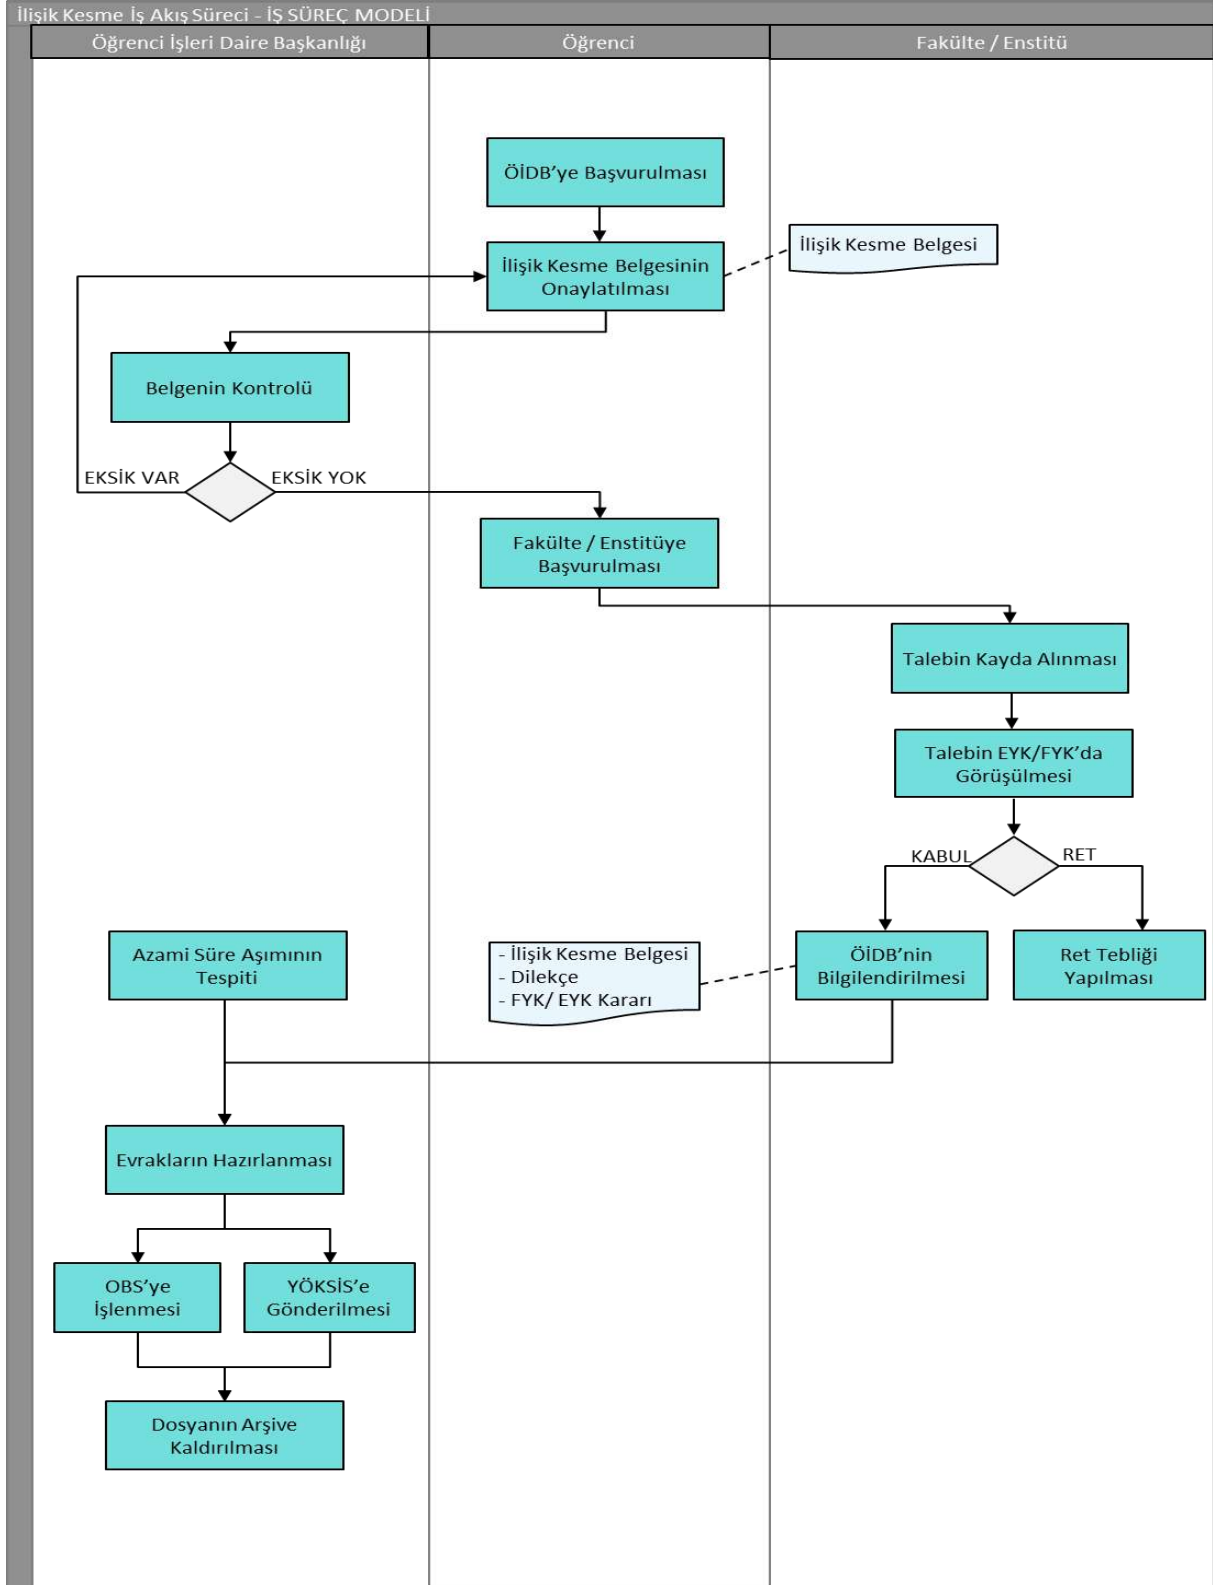 İlişik Kesme İş Akış Süreci - İŞ SÜREÇ MODELİ
Öğrenci İşleri Daire Başkanlığı
Öğrenci
Fakülte / Enstitü
ÖİDB’ye Başvurulması
İlişik Kesme Belgesi
İlişik Kesme Belgesinin
Onaylatılması
Belgenin Kontrolü
EKSİK VAR
EKSİK YOK
Fakülte / Enstitüye
Başvurulması
Talebin Kayda Alınması
Talebin EYK/FYK’da
Görüşülmesi
KABUL
RET
Azami Süre Aşımının
Tespiti
- İlişik Kesme Belgesi
- Dilekçe
- FYK/ EYK Kararı
ÖİDB’nin
Bilgilendirilmesi
Ret Tebliği
Yapılması
Evrakların Hazırlanması
OBS’ye
İşlenmesi
YÖKSİS’e
Gönderilmesi
Dosyanın Arşive
Kaldırılması